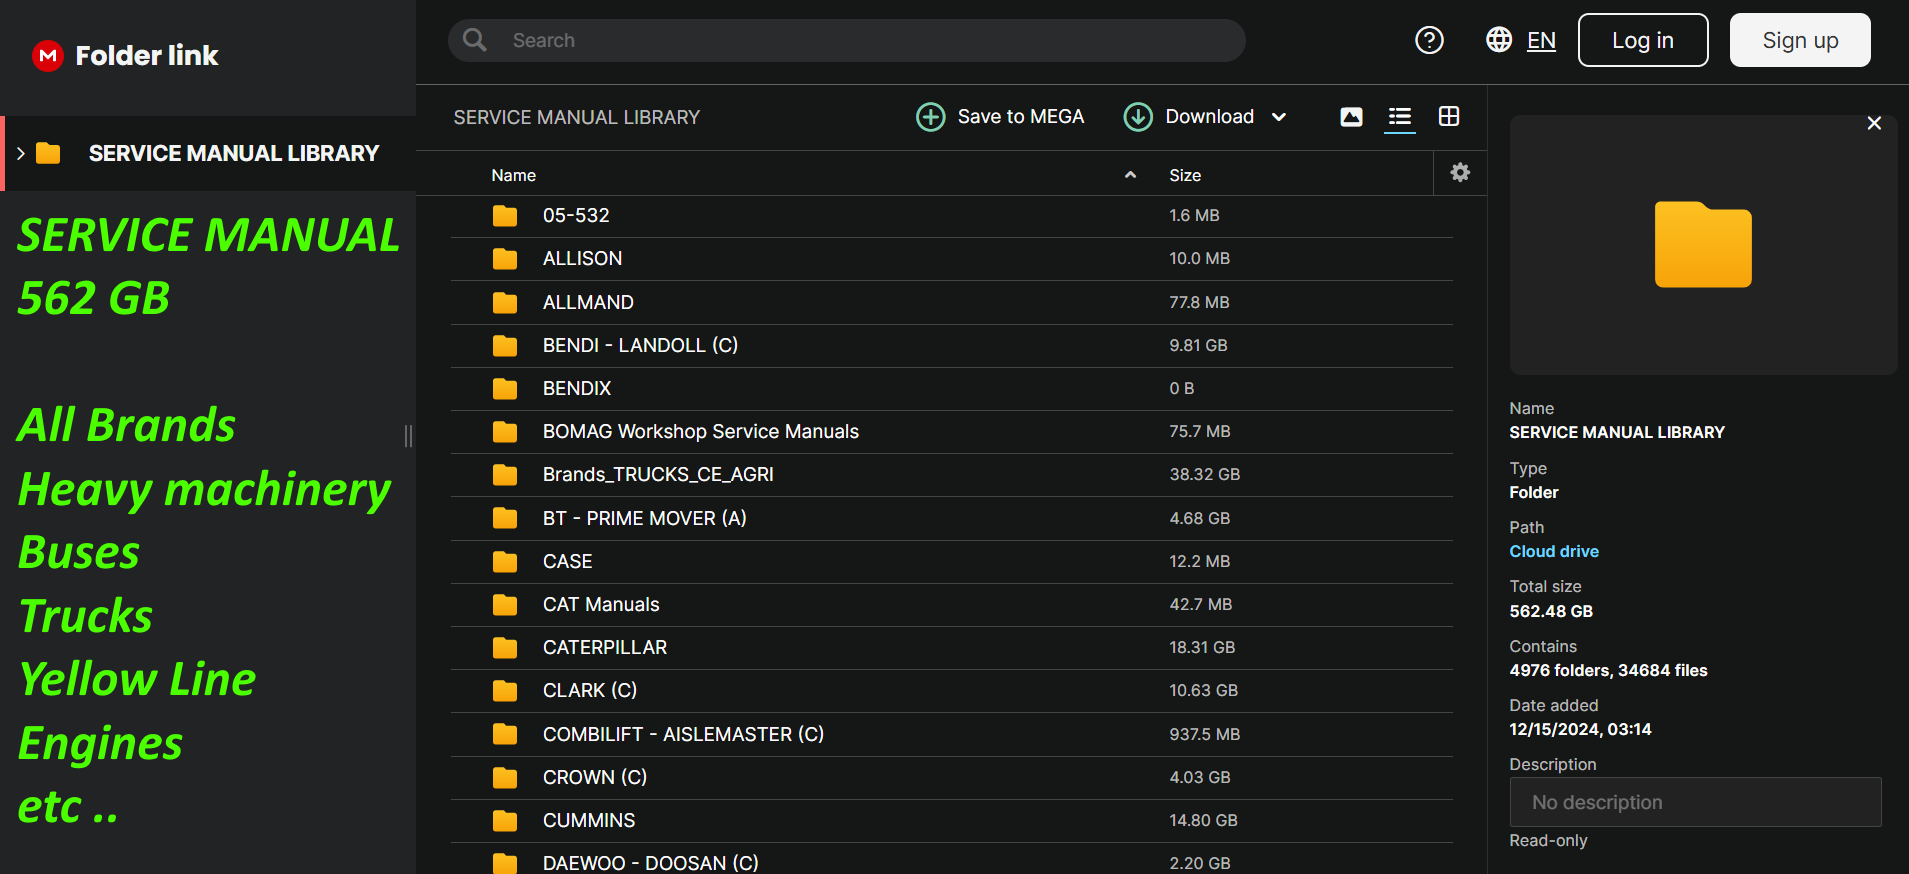 M Folder link
SERVICE MANUAL LIBRARY
SERVICE MANUAL
562 GB
All Brands
Heavy machinery
Buses
Trucks
Yellow Line
Engines
etc ..
Search
EN
Log in
Sign up
SERVICE MANUAL LIBRARY
Save to MEGA
Download
Name Size
05-532 1.6 MB
ALLISON 10.0 MB
ALLMAND 77.8 MB
BENDI - LANDOLL (C) 9.81 GB
BENDIX 0 B
BOMAG Workshop Service Manuals 75.7 MB
Brands_TRUCKS_CE_AGRI 38.32 GB
BT - PRIME MOVER (A) 4.68 GB
CASE 12.2 MB
CAT Manuals 42.7 MB
CATERPILLAR 18.31 GB
CLARK (C) 10.63 GB
COMBILIFT - AISLEMASTER (C) 937.5 MB
CROWN (C) 4.03 GB
CUMMINS 14.80 GB
DAEWOO - DOOSAN (C) 2.20 GB
Name
SERVICE MANUAL LIBRARY
Type
Folder
Path
Cloud drive
Total size
562.48 GB
Contains
4976 folders, 34684 files
Date added
12/15/2024, 03:14
Description
No description
Read-only